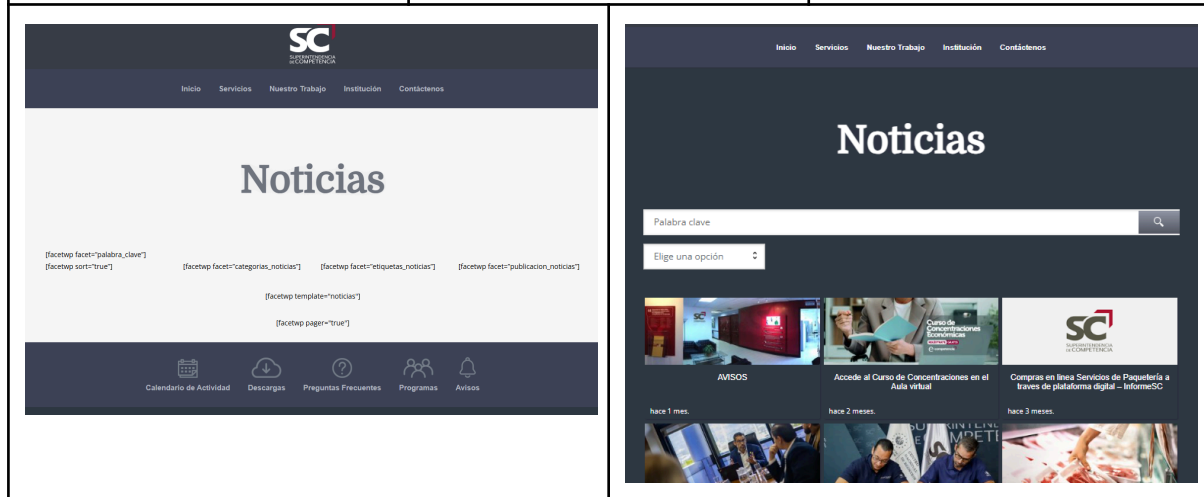 SC
SUPERINTENDENCIA
DE COMPETENCIA
Inicio Servicios Nuestro Trabajo Institución Contáctenos
Noticias
[facetwp facet="palabra_clave"]
[facetwp sort="true"] [facetwp facet="categorias_noticias"] [facetwp facet="etiquetas_noticias"] [facetwp facet="publicacion_noticias"]
[facetwp template="noticias"]
[facetwp pager="true"]
Calendario de Actividad Descargas Preguntas Frecuentes Programas Avisos
Inicio Servicios Nuestro Trabajo Institución Contáctenos
Noticias
Palabra clave
Elige una opción
Curso de
Concentraciones
Económicas
SC
SUPERINTENDENCIA
DE COMPETENCIA
AVISOS
Accede al Curso de Concentraciones en el
Aula virtual
Compras en linea Servicios de Paquetería a
traves de plataforma digital – InformeSC
hace 1 mes.
hace 2 meses.
hace 3 meses.